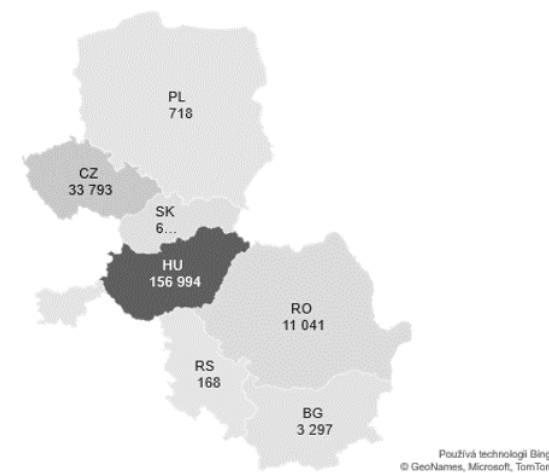 PL
718
CZ
33 793
SK
6...
HU
156 994
RO
11 041
RS
168
BG
3 297
Používá technologii Bing
© GeoNames, Microsoft, TomTom